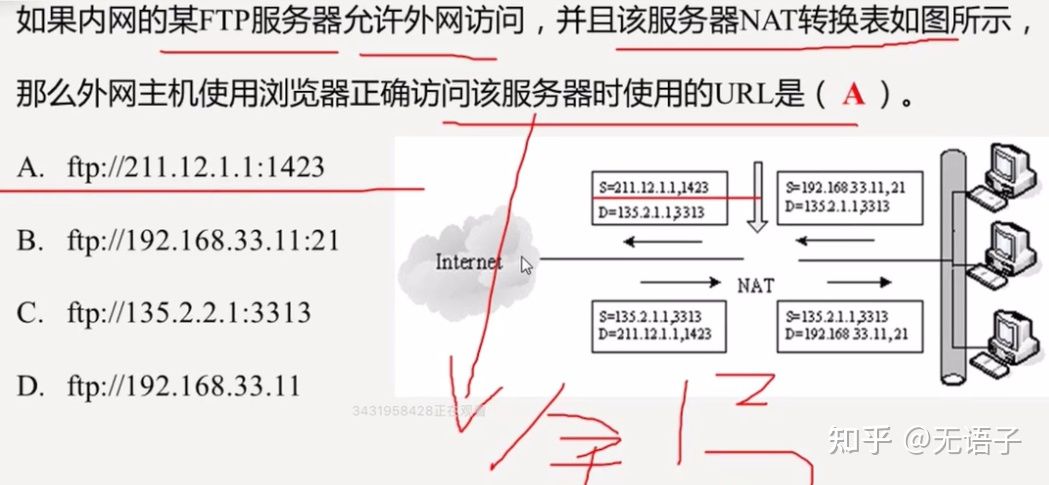 如果内网的某FTP服务器允许外网访问，并且该服务器NAT转换表如图所示，
那么外网主机使用浏览器正确访问该服务器时使用的URL是（ A ）。
A. ftp://211.12.1.1:1423
B. ftp://192.168.33.11:21
C. ftp://135.2.2.1:3313
D. ftp://192.168.33.11
S=211.12.1.1,1423
D=135.2.1.1,3313
S=192.168.33.11,21
D=135.2.1.1,3313
Internet
NAT
S=135.2.1.1,3313
D=211.12.1.1,1423
S=135.2.1.1,3313
D=192.168.33.11,21
3431958428正在观看
知乎 @无语子